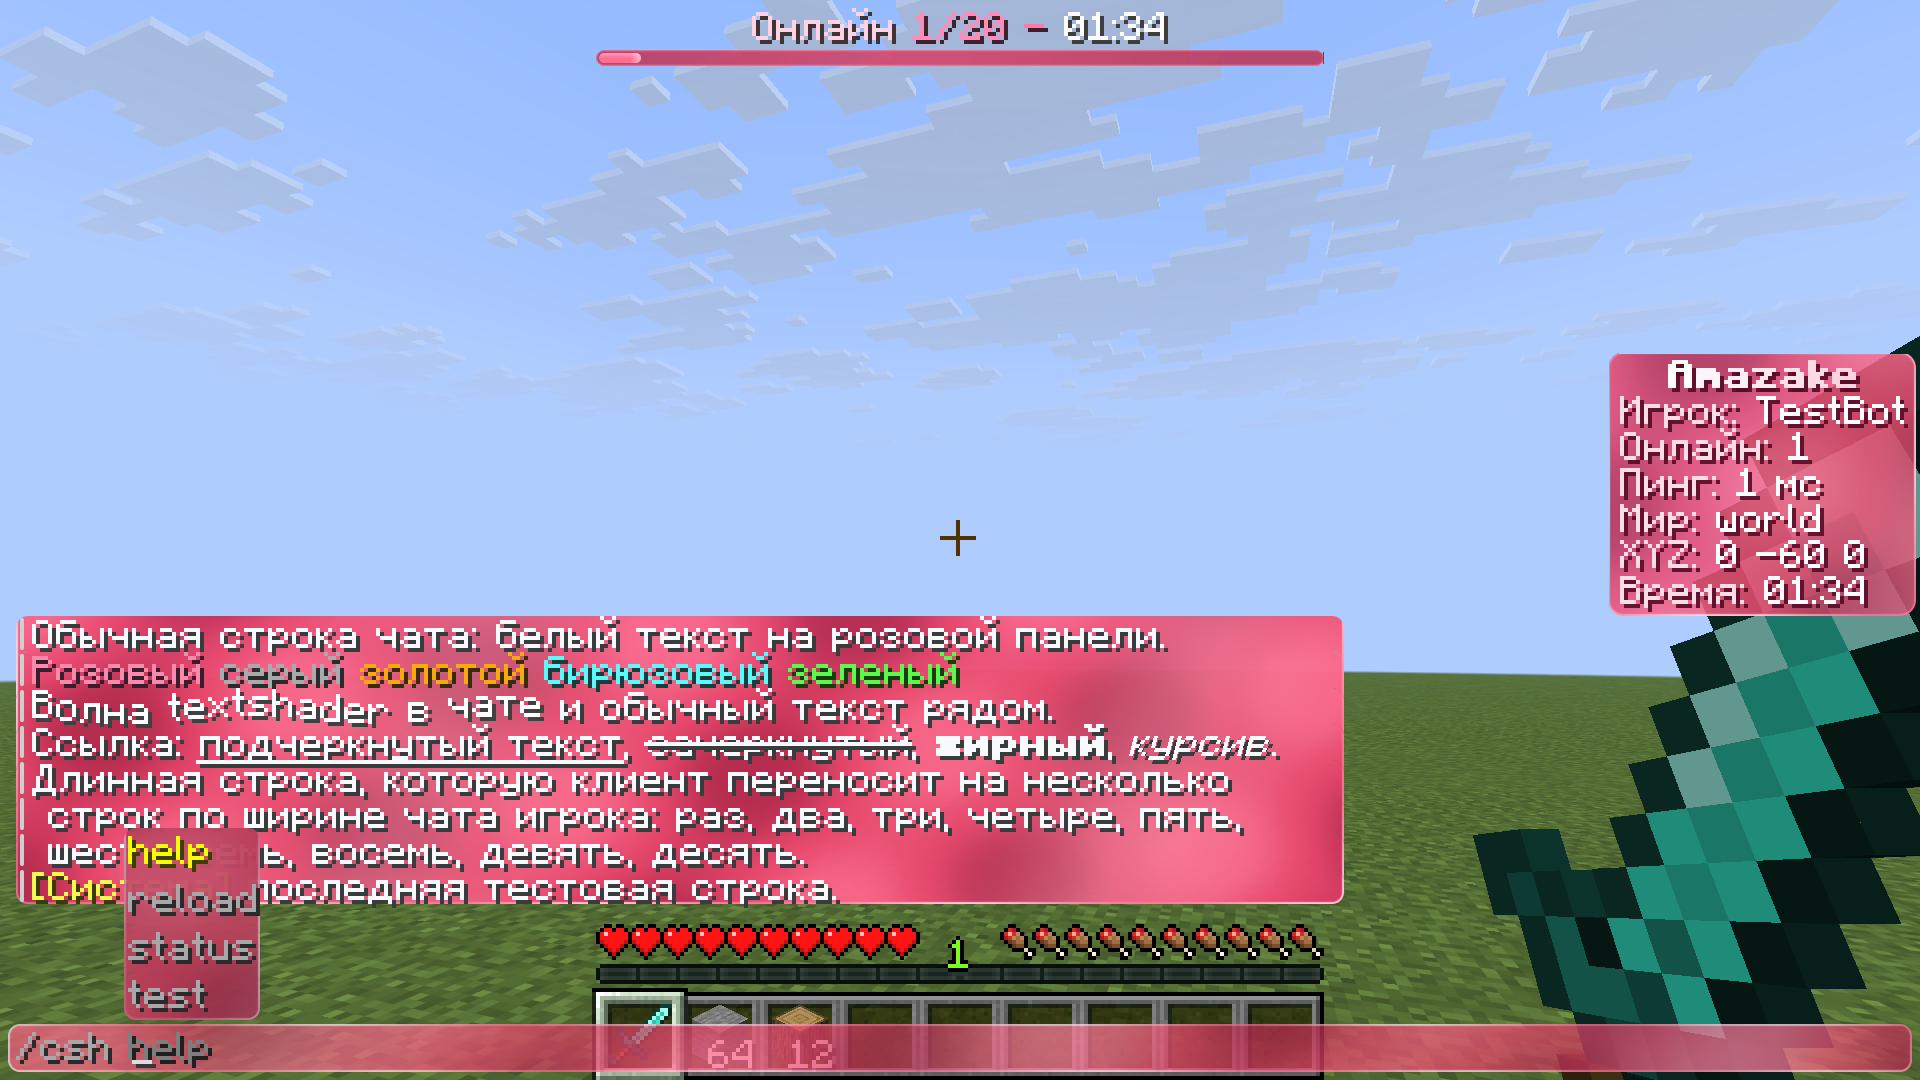 Онлайн 1/20 - 01:34
Amazake
Игрок: TestBot
Онлайн: 1
Пинг: 1 мс
Мир: world
XYZ: 0 -60 0
Время: 01:34
Обычная строка чата: белый текст на розовой панели.
Розовый серый золотой бирюзовый зеленый
Волна textshader в чате и обычный текст рядом.
Ссылка: подчеркнутый текст, зачеркнутый, жирный, курсив.
Длинная строка, которую клиент переносит на несколько
строк по ширине чата игрока: раз, два, три, четыре, пять,
восемь, девять, десять.
последняя тестовая строка.
help
reload
status
test
1
64 12
/csh help